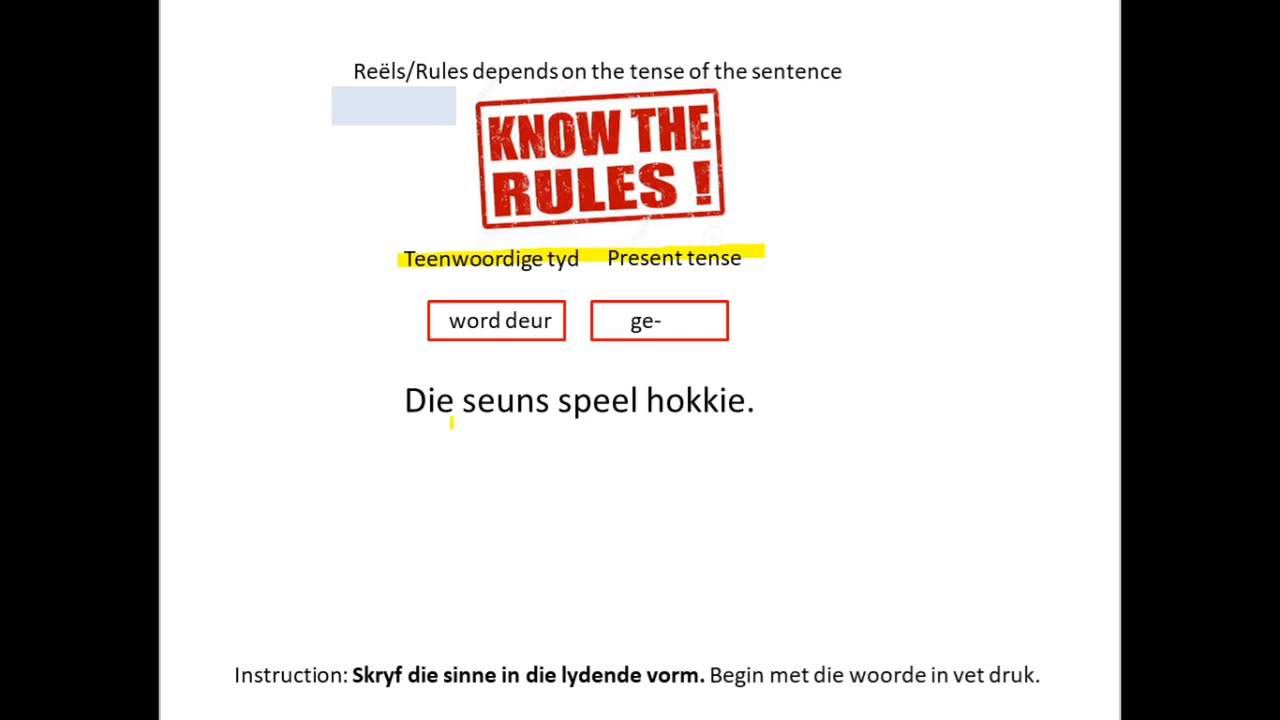 Reëls/Rules depends on the tense of the sentence
KNOW THE
RULES !
Teenwoordige tyd Present tense
word deur ge-
Die seuns speel hokkie.
Instruction: Skryf die sinne in die lydende vorm. Begin met die woorde in vet druk.